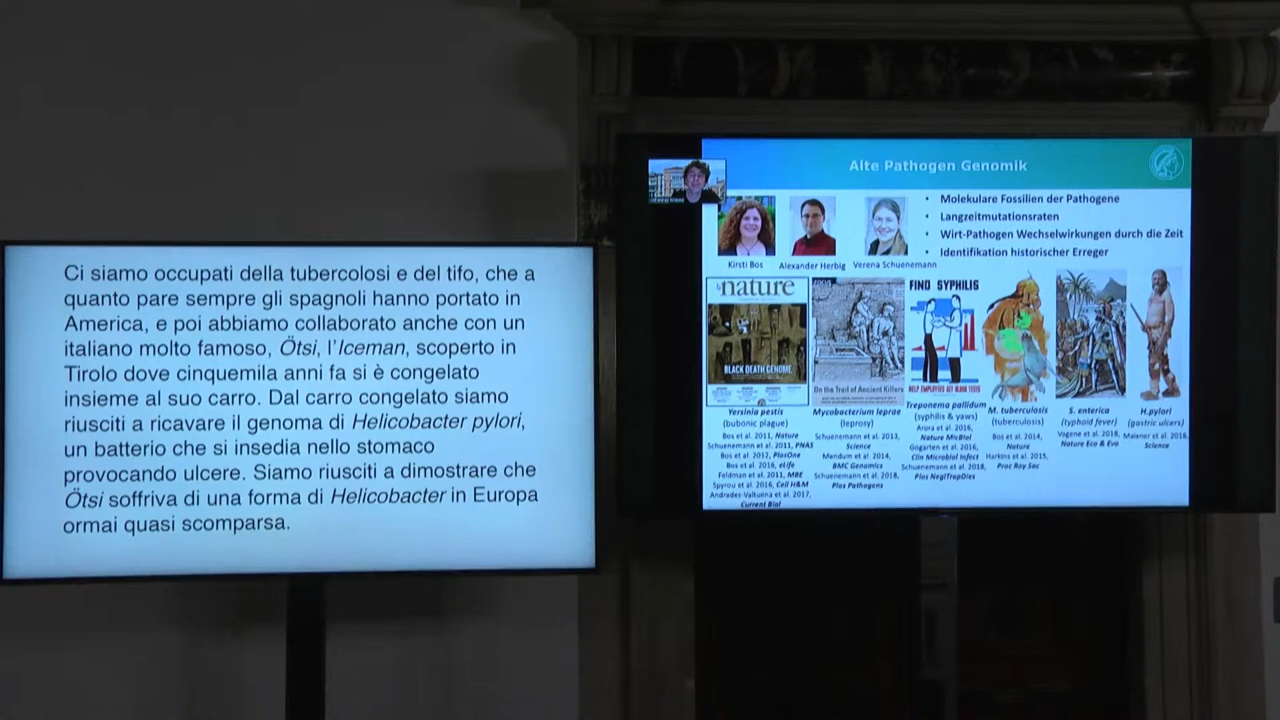 Ci siamo occupati della tubercolosi e del tifo, che a
quanto pare sempre gli spagnoli hanno portato in
America, e poi abbiamo collaborato anche con un
italiano molto famoso, Ötsi, l'Iceman, scoperto in
Tirolo dove cinquemila anni fa si è congelato
insieme al suo carro. Dal carro congelato siamo
riusciti a ricavare il genoma di Helicobacter pylori,
un batterio che si insedia nello stomaco
provocando ulcere. Siamo riusciti a dimostrare che
Ötsi soffriva di una forma di Helicobacter in Europa
ormai quasi scomparsa.
Alte Pathogen Genomik
• Molekulare Fossilien der Pathogene
• Langzeitmutationsraten
• Wirt-Pathogen Wechselwirkungen durch die Zeit
• Identifikation historischer Erreger
Kirsti Bos
Alexander Herbig
Verena Schuenemann
nature
BLACK DEATH GENOME
Yersinia pestis
(bubonic plague)
Bos et al. 2011, Nature
Schuenemann et al. 2011, PNAS
Bos et al. 2012, PlosOne
Bos et al. 2016, eLife
Feldman et al. 2011, MBE
Spyrou et al. 2016, Cell H&M
Andrades-Valtuena et al. 2017,
Current Biol
On the Trail of Ancient Killers
Mycobacterium leprae
(leprosy)
Schuenemann et al. 2013,
Science
Mendum et al. 2014,
BMC Genomics
Schuenemann et al. 2018,
Plos Pathogens
FIND SYPHILIS
HELP EMPLOYEES GET BLOOD TESTS
Treponema pallidum
(syphilis & yaws)
Arora et al. 2016,
Nature MicBiol
Gogarten et al. 2016,
Clin Microbiol Infect
Schuenemann et al. 2018,
Plos NeglTropDies
M. tuberculosis
(tuberculosis)
Bos et al. 2014,
Nature
Harkins et al. 2015,
Proc Roy Soc
S. enterica
(typhoid fever)
Vagene et al. 2018,
Nature Eco & Evo
H.pylori
(gastric ulcers)
Maixner et al. 2016,
Science